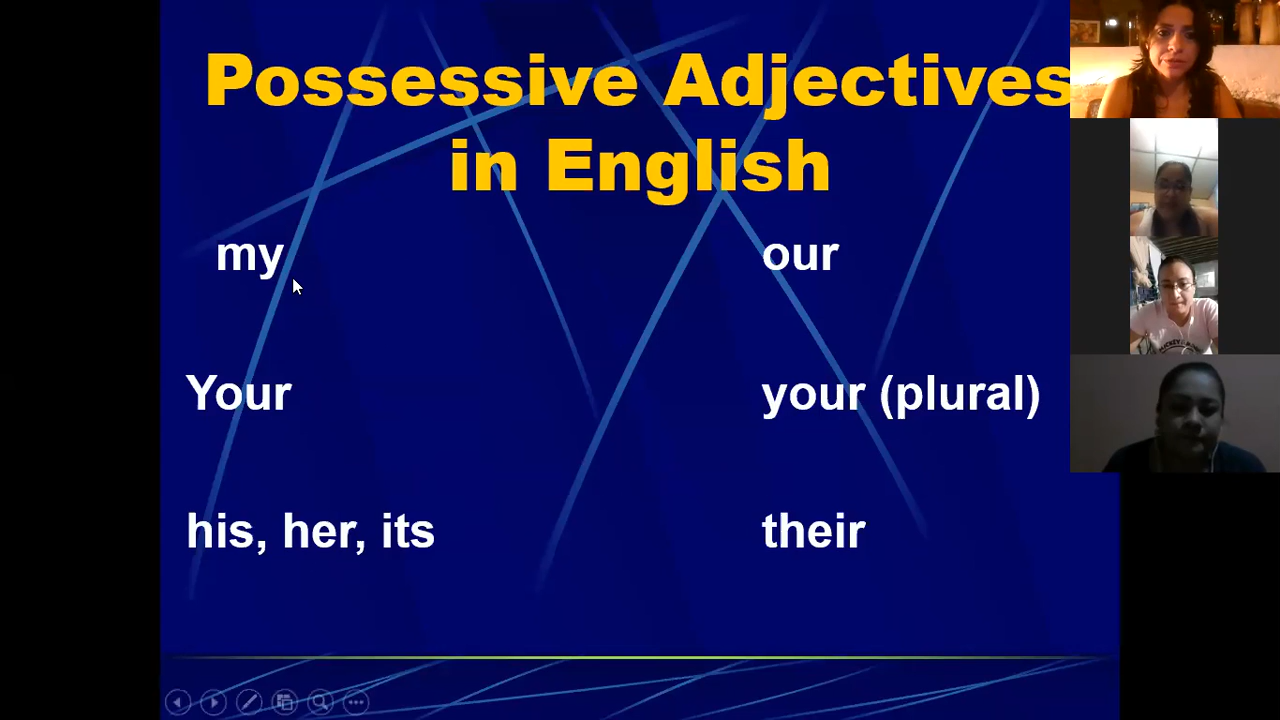 Possessive Adjectives
in English
my
our
Your
your (plural)
his, her, its
their